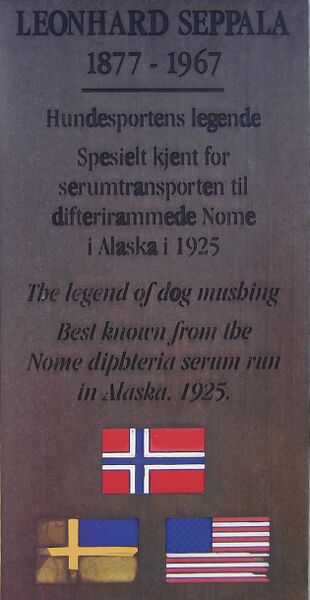 LEONHARD SEPPALA
1877 - 1967
Hundesportens legende
Spesielt kjent for
serumtransporten til
difterirammede Nome
i Alaska i 1925
The legend of dog mushing
Best known from the
Nome diphteria serum run
in Alaska, 1925.